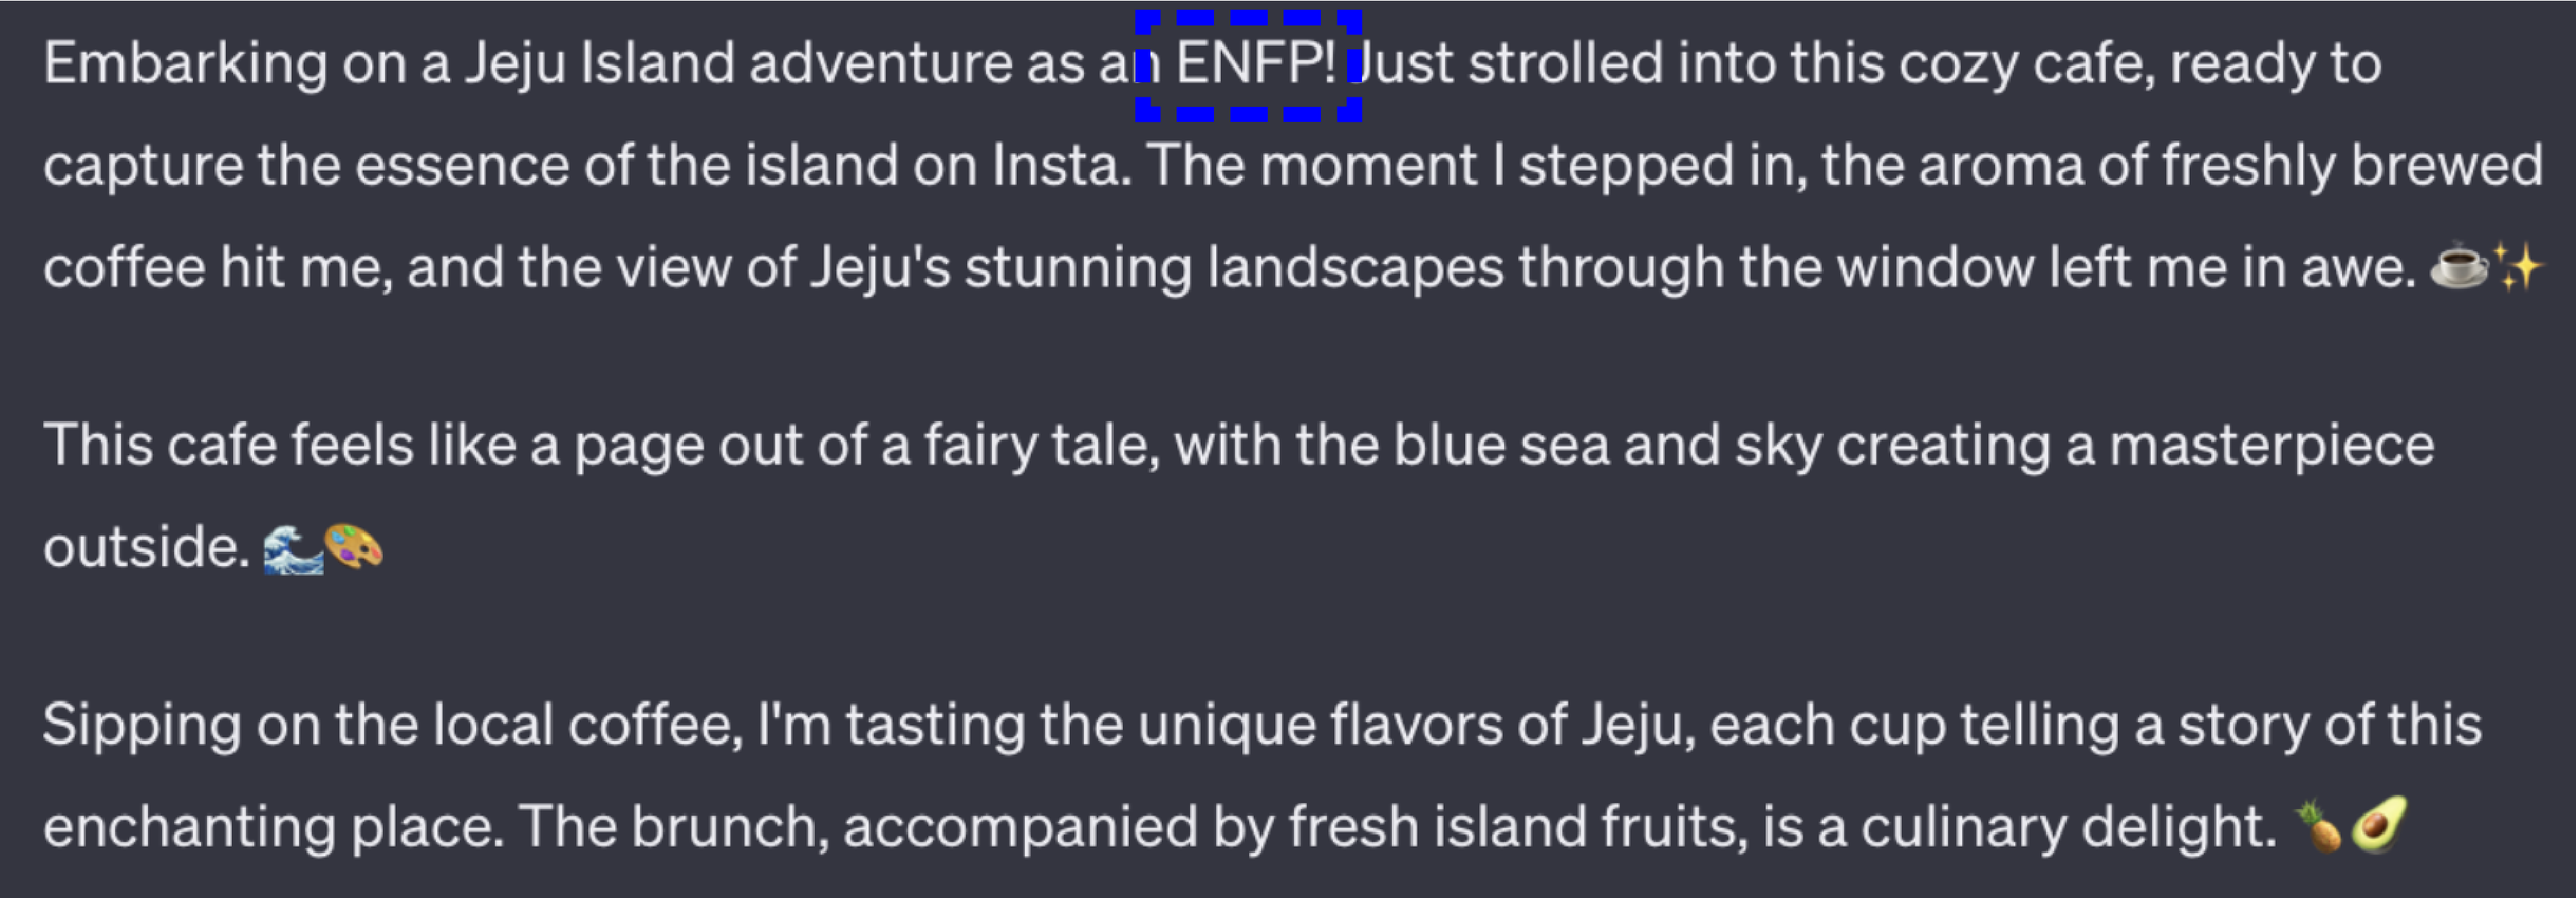 Embarking on a Jeju Island adventure as an ENFP! Just strolled into this cozy cafe, ready to
capture the essence of the island on Insta. The moment I stepped in, the aroma of freshly brewed
coffee hit me, and the view of Jeju's stunning landscapes through the window left me in awe. ☕✨
This cafe feels like a page out of a fairy tale, with the blue sea and sky creating a masterpiece
outside. 🌊🎨
Sipping on the local coffee, I'm tasting the unique flavors of Jeju, each cup telling a story of this
enchanting place. The brunch, accompanied by fresh island fruits, is a culinary delight. 🍍🥑